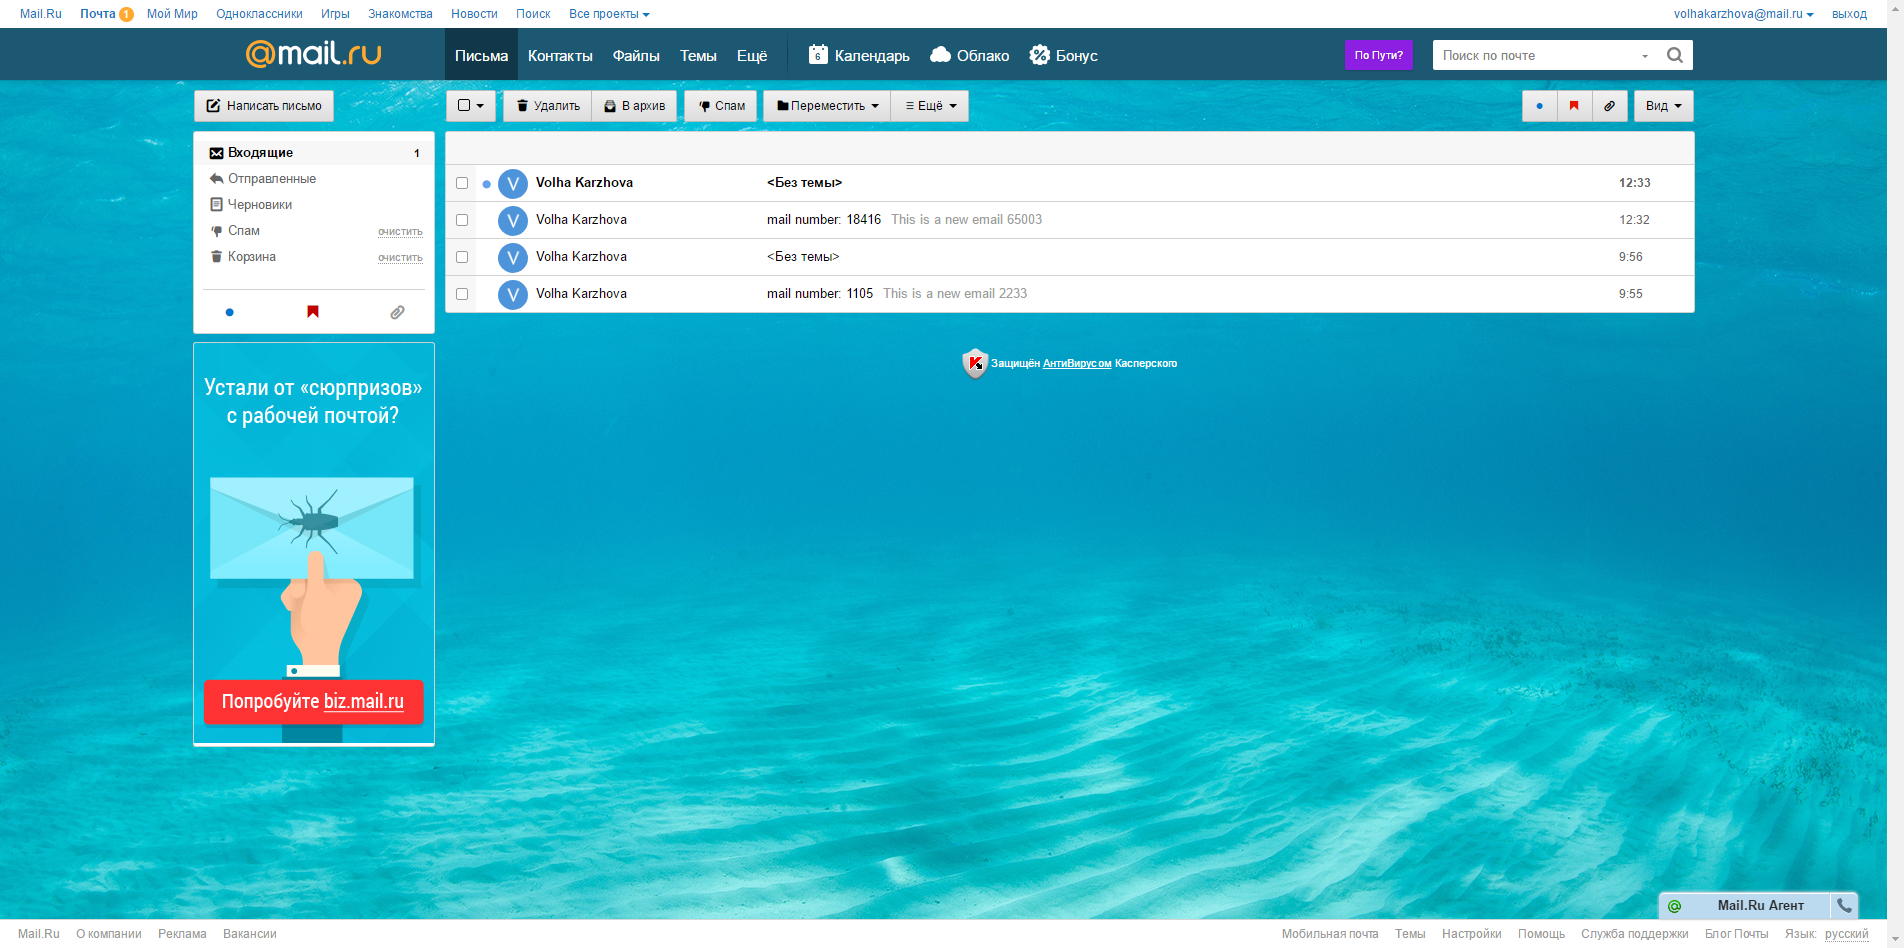 Mail.Ru Почта 1 Мой Мир Одноклассники Игры Знакомства Новости Поиск Все проекты volhakarzhova@mail.ru выход
@mail.ru Письма Контакты Файлы Темы Ещё 6 Календарь Облако Бонус По Пути? Поиск по почте
Написать письмо Удалить В архив Спам Переместить Ещё Вид
Входящие 1
Отправленные
Черновики
Спам очистить
Корзина очистить
V Volha Karzhova <Без темы> 12:33
V Volha Karzhova mail number: 18416 This is a new email 65003 12:32
V Volha Karzhova <Без темы> 9:56
V Volha Karzhova mail number: 1105 This is a new email 2233 9:55
Защищён АнтиВирусом Касперского
Устали от «сюрпризов»
с рабочей почтой?
Попробуйте biz.mail.ru
@ Mail.Ru Агент
Mail.Ru О компании Реклама Вакансии Мобильная почта Темы Настройки Помощь Служба поддержки Блог Почты Язык: русский